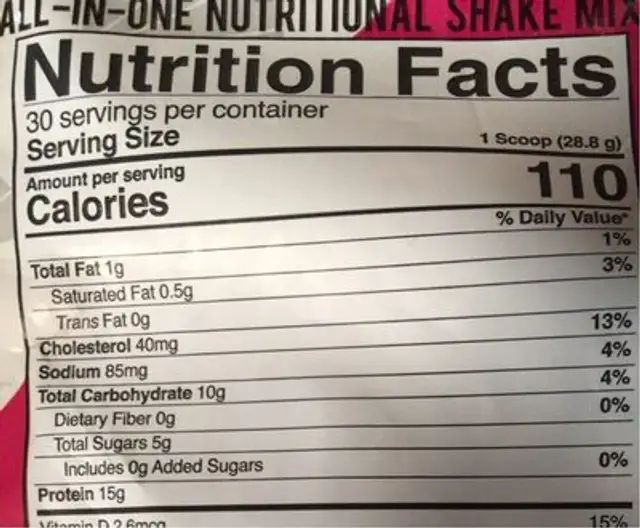 ALL-IN-ONE NUTRITIONAL SHAKE MIX
Nutrition Facts
30 servings per container
Serving Size 1 Scoop (28.8 g)
Amount per serving
Calories 110
% Daily Value*
Total Fat 1g 1%
Saturated Fat 0.5g 3%
Trans Fat 0g
Cholesterol 40mg 13%
Sodium 85mg 4%
Total Carbohydrate 10g 4%
Dietary Fiber 0g 0%
Total Sugars 5g
Includes 0g Added Sugars 0%
Protein 15g
Vitamin D 2.6mcg 15%